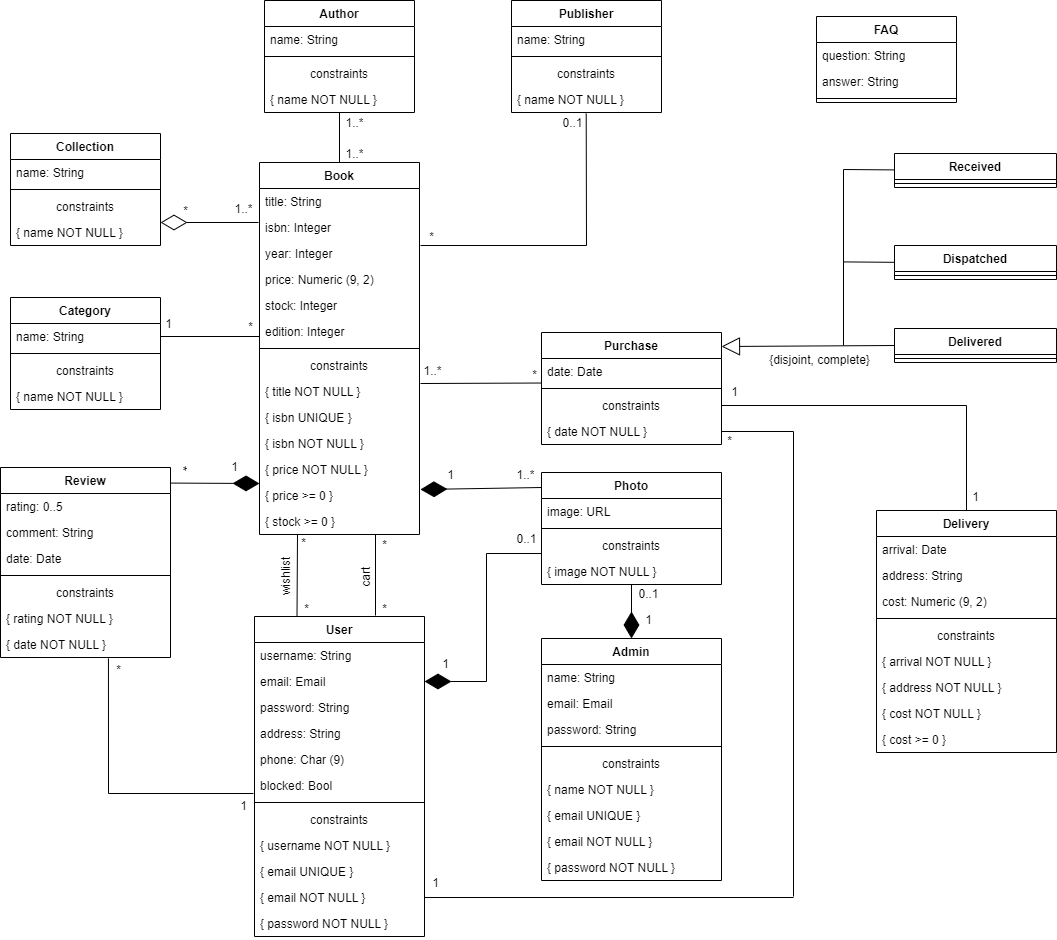 Author
name: String
constraints
{ name NOT NULL }
1..*
1..*
Publisher
name: String
constraints
{ name NOT NULL }
0..1
*
FAQ
question: String
answer: String
Collection
name: String
constraints
{ name NOT NULL }
*
1..*
Book
title: String
isbn: Integer
year: Integer
price: Numeric (9, 2)
stock: Integer
edition: Integer
constraints
{ title NOT NULL }
{ isbn UNIQUE }
{ isbn NOT NULL }
{ price NOT NULL }
{ price >= 0 }
{ stock >= 0 }
Received
Dispatched
Delivered
{disjoint, complete}
Category
name: String
constraints
{ name NOT NULL }
1
*
Purchase
date: Date
constraints
{ date NOT NULL }
1..*
*
1
*
1
Review
rating: 0..5
comment: String
date: Date
constraints
{ rating NOT NULL }
{ date NOT NULL }
*
1
*
1
Photo
image: URL
constraints
{ image NOT NULL }
1
1..*
0..1
1
0..1
1
Delivery
arrival: Date
address: String
cost: Numeric (9, 2)
constraints
{ arrival NOT NULL }
{ address NOT NULL }
{ cost NOT NULL }
{ cost >= 0 }
*
wishlist
*
*
cart
*
User
username: String
email: Email
password: String
address: String
phone: Char (9)
blocked: Bool
constraints
{ username NOT NULL }
{ email UNIQUE }
{ email NOT NULL }
{ password NOT NULL }
1
Admin
name: String
email: Email
password: String
constraints
{ name NOT NULL }
{ email UNIQUE }
{ email NOT NULL }
{ password NOT NULL }